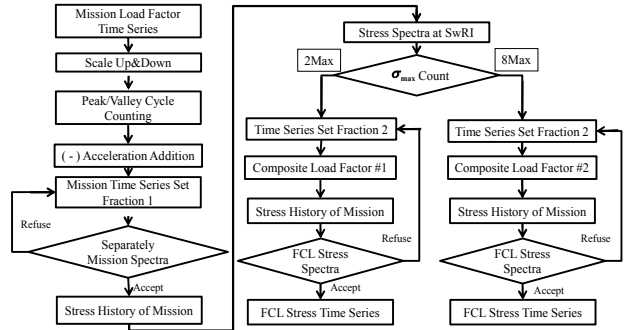 Mission Load Factor
Time Series
Scale Up&Down
Peak/Valley Cycle
Counting
( - ) Acceleration Addition
Mission Time Series Set
Fraction 1
Refuse
Separately
Mission Spectra
Accept
Stress History of Mission
Stress Spectra at SwRI
2Max
σmax Count
8Max
Time Series Set Fraction 2
Composite Load Factor #1
Stress History of Mission
Refuse
FCL Stress
Spectra
Accept
FCL Stress Time Series
Time Series Set Fraction 2
Composite Load Factor #2
Stress History of Mission
Refuse
FCL Stress
Spectra
Accept
FCL Stress Time Series